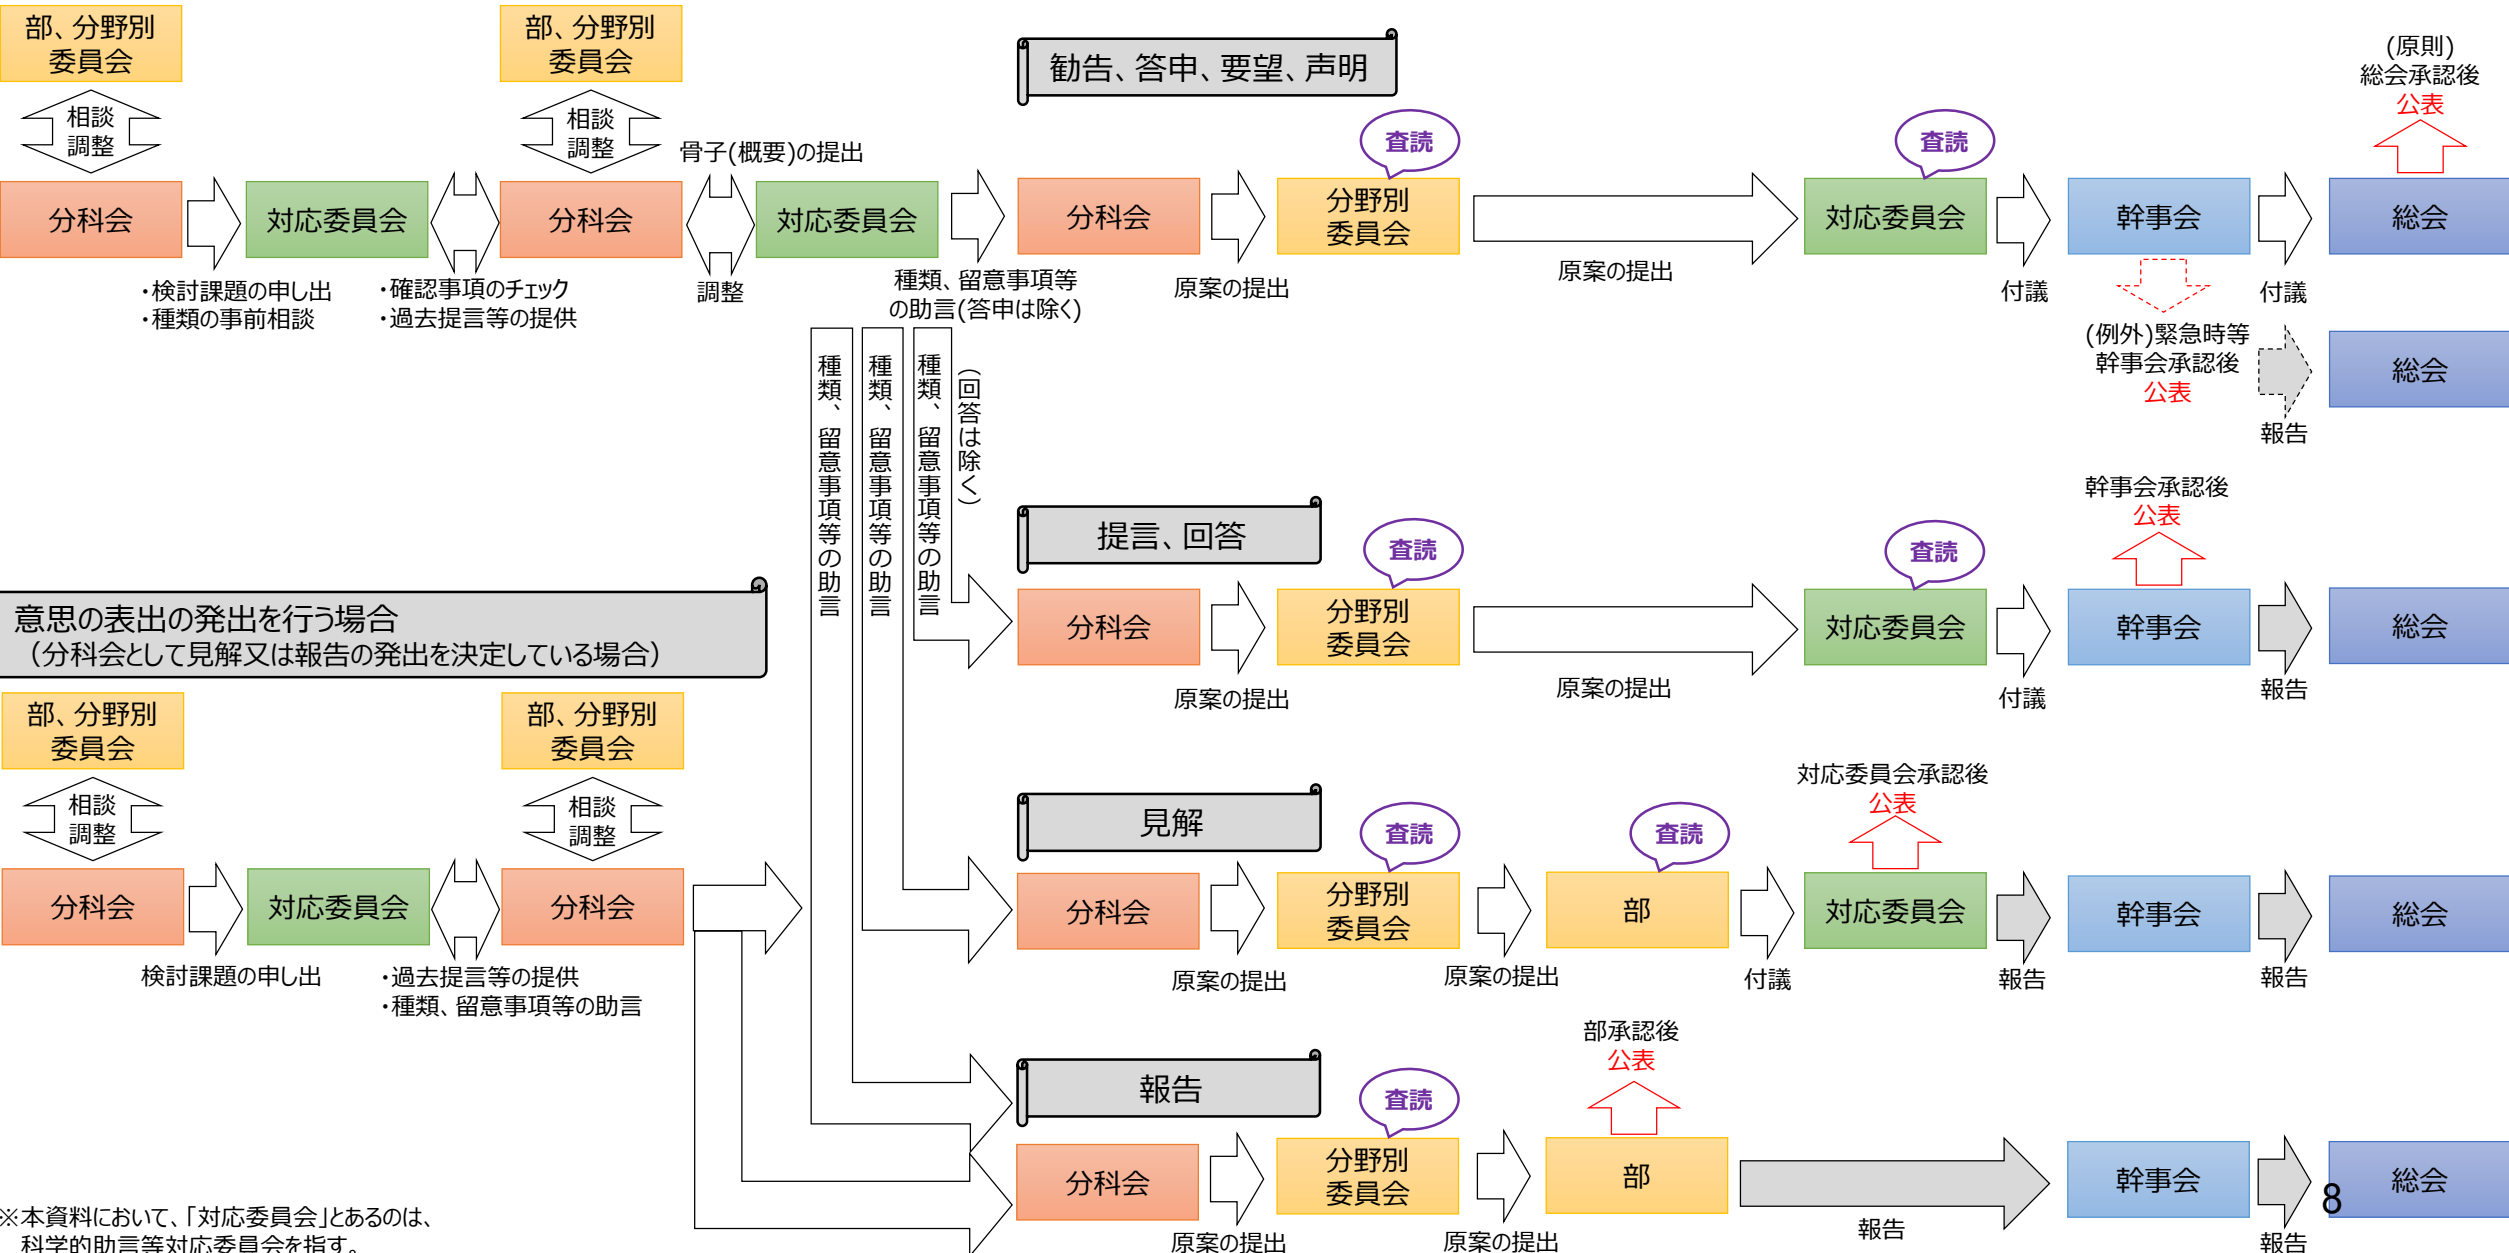 部、分野別
委員会
部、分野別
委員会
勧告、答申、要望、声明
(原則)
総会承認後
公表
相談
調整
相談
調整
骨子(概要)の提出
査読
査読
分科会
対応委員会
分科会
対応委員会
分科会
分野別
委員会
対応委員会
幹事会
総会
・検討課題の申し出
・種類の事前相談
・確認事項のチェック
・過去提言等の提供
調整
種類、留意事項等
の助言(答申は除く)
原案の提出
原案の提出
付議
付議
(例外)緊急時等
幹事会承認後
公表
総会
報告
種類、留意事項等の助言
種類、留意事項等の助言
種類、留意事項等の助言
(回答は除く)
提言、回答
査読
査読
幹事会承認後
公表
分科会
分野別
委員会
対応委員会
幹事会
総会
原案の提出
原案の提出
付議
報告
意思の表出の発出を行う場合
(分科会として見解又は報告の発出を決定している場合)
部、分野別
委員会
部、分野別
委員会
相談
調整
相談
調整
見解
査読
査読
対応委員会承認後
公表
分科会
対応委員会
分科会
分科会
分野別
委員会
部
対応委員会
幹事会
総会
検討課題の申し出
・過去提言等の提供
・種類、留意事項等の助言
原案の提出
原案の提出
付議
報告
報告
報告
査読
部承認後
公表
分科会
分野別
委員会
部
幹事会
総会
原案の提出
原案の提出
報告
報告
8
※本資料において、「対応委員会」とあるのは、
科学的助言等対応委員会を指す。